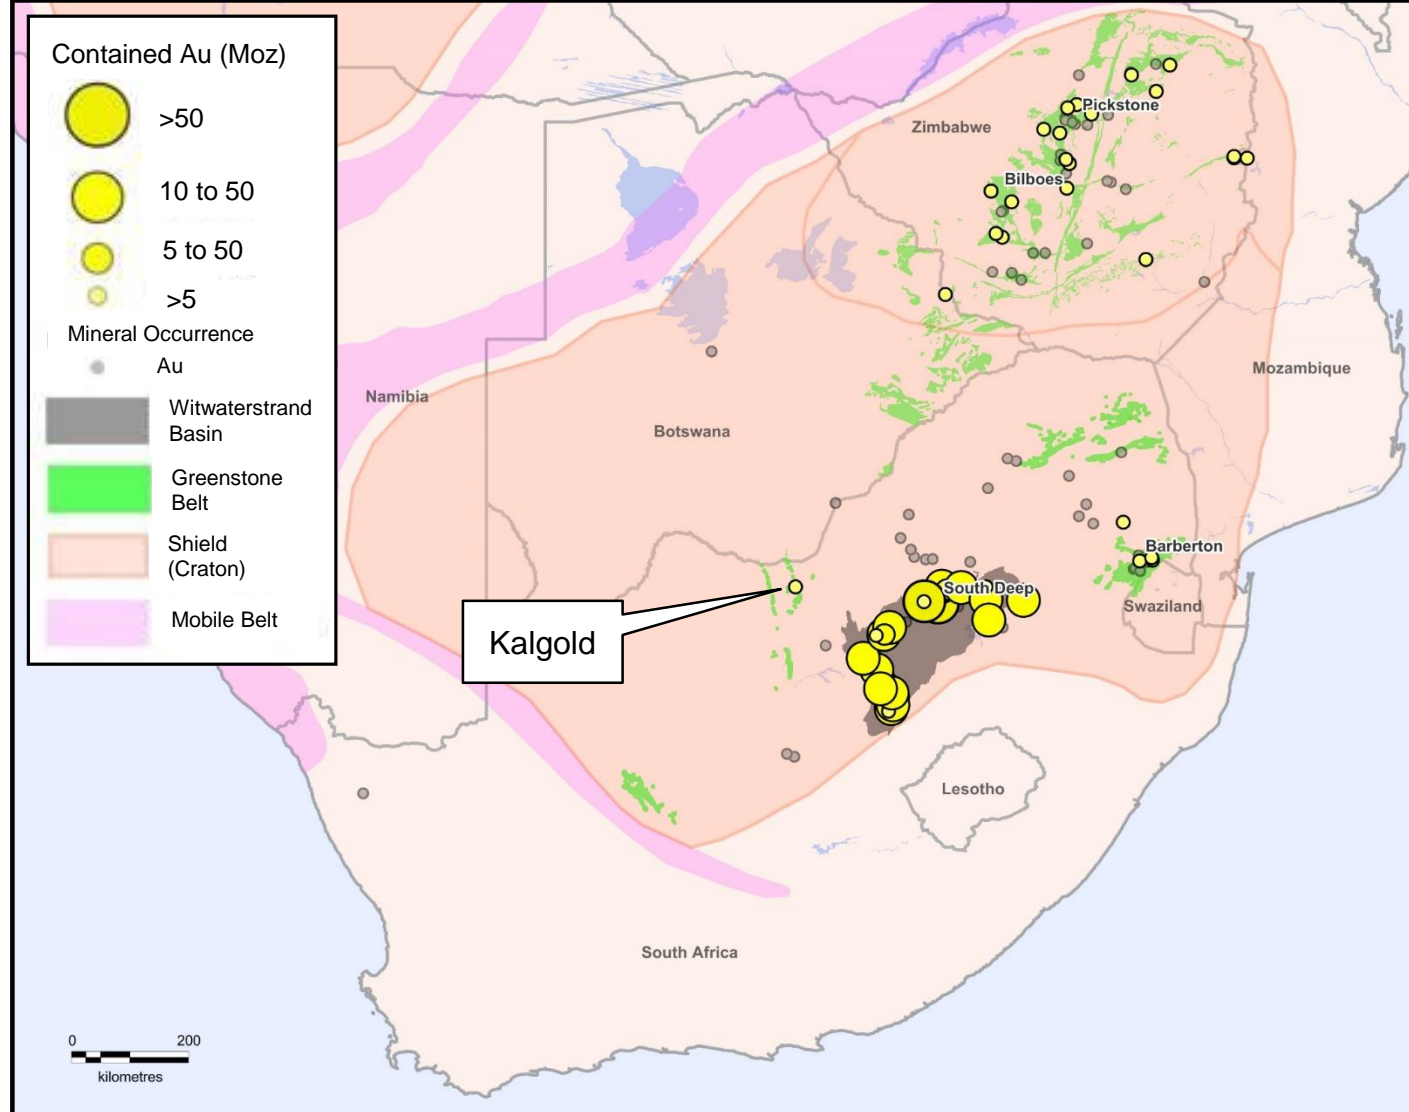 Contained Au (Moz)
>50
10 to 50
5 to 50
>5
Mineral Occurrence
Au
Witwaterstrand
Basin
Greenstone
Belt
Shield
(Craton)
Mobile Belt
Zimbabwe
Pickstone
Bilboes
Namibia
Botswana
Mozambique
Barberton
South Deep
Swaziland
Kalgold
Lesotho
South Africa
0 200
kilometres